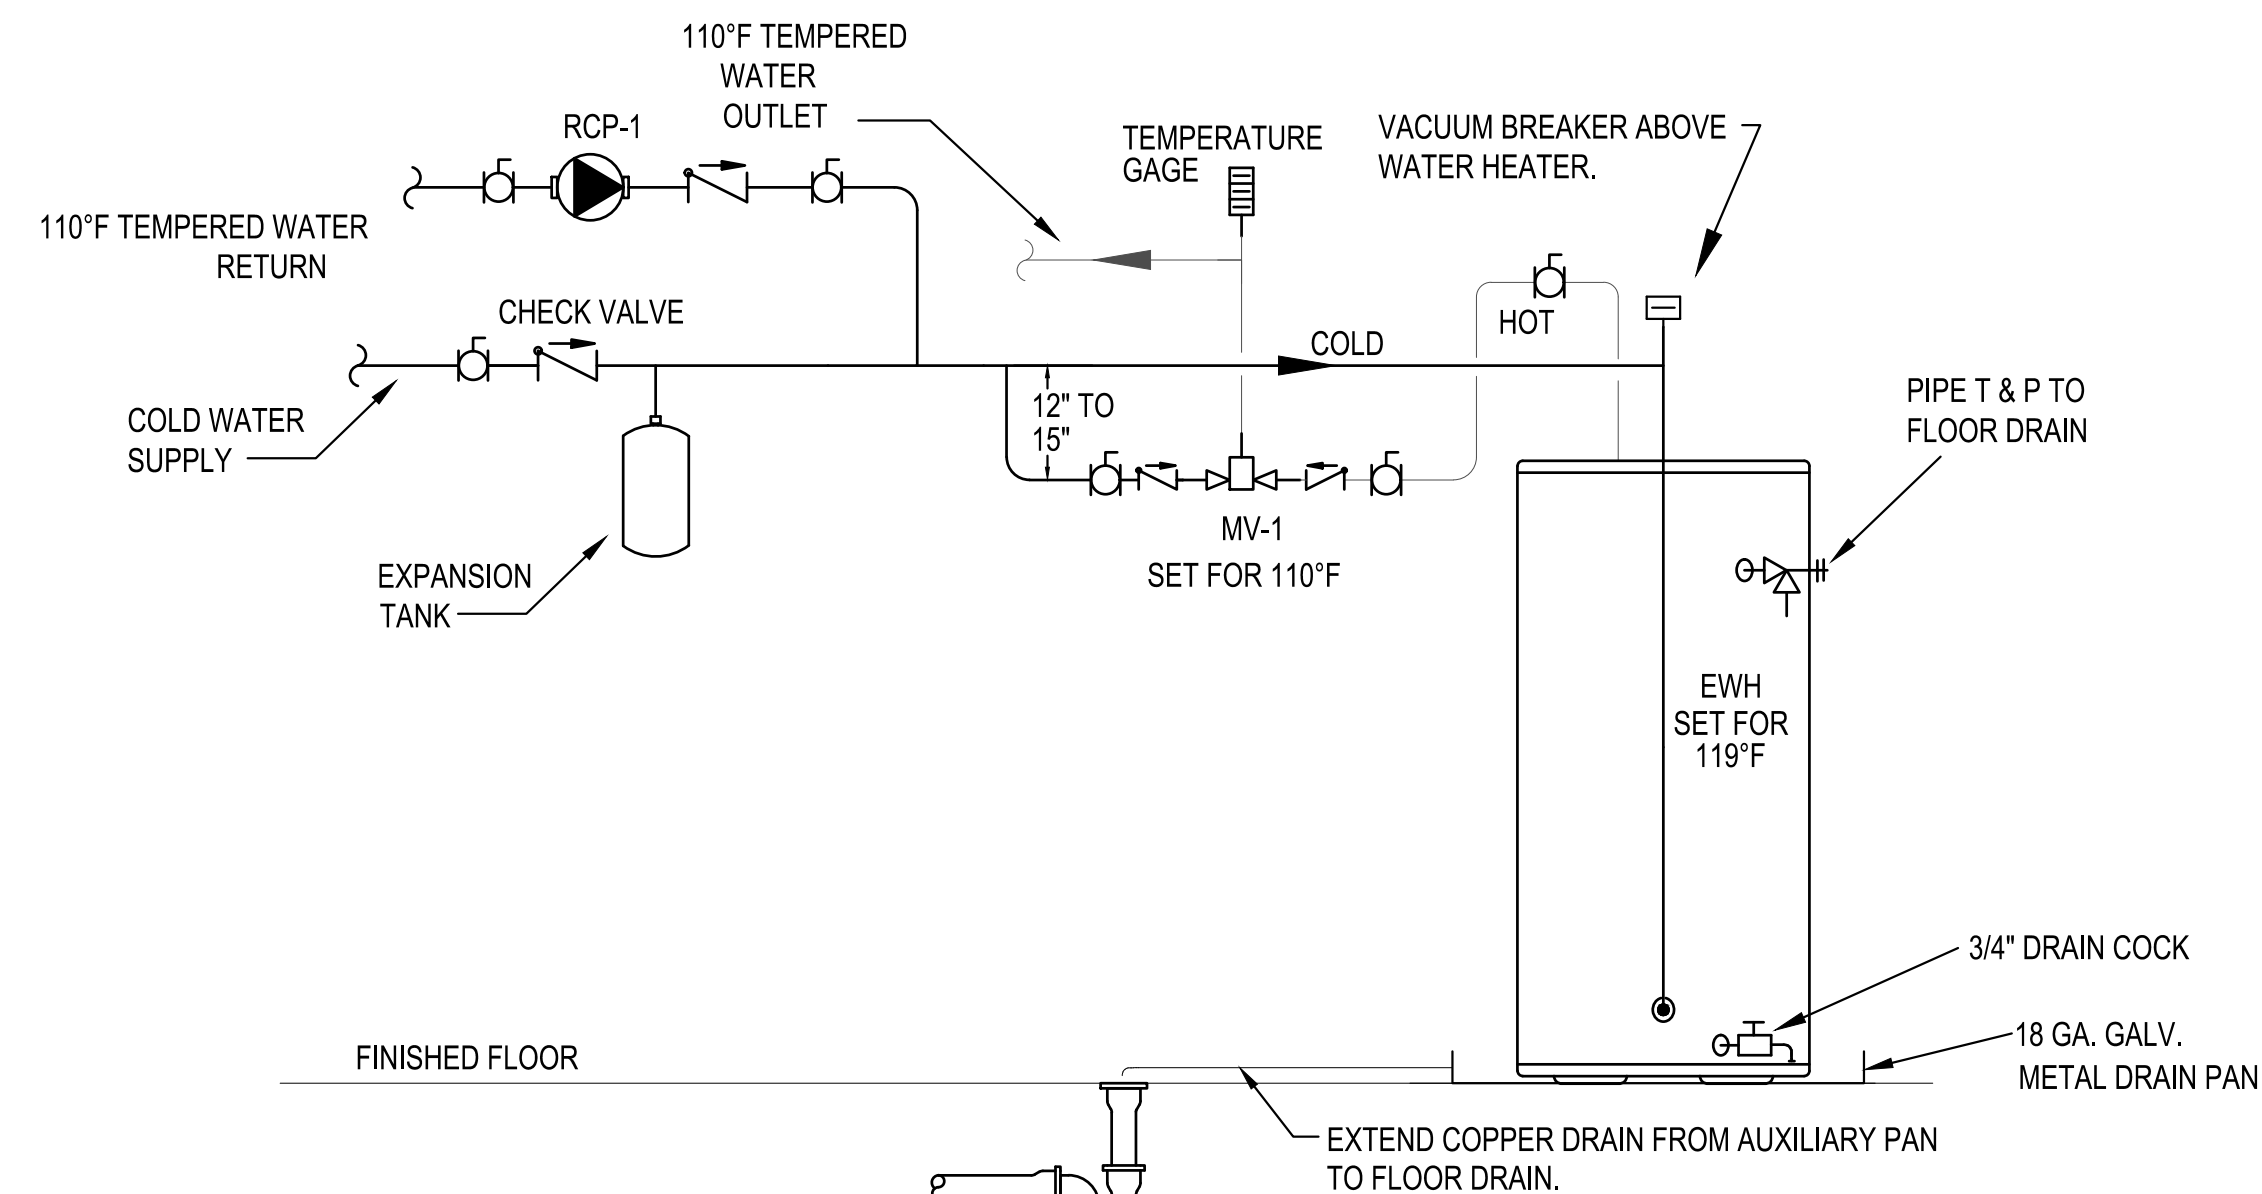 110°F TEMPERED
WATER
OUTLET
RCP-1
TEMPERATURE
GAGE
VACUUM BREAKER ABOVE
WATER HEATER.
110°F TEMPERED WATER
RETURN
CHECK VALVE
HOT
COLD
COLD WATER
SUPPLY
12" TO
15"
PIPE T & P TO
FLOOR DRAIN
MV-1
SET FOR 110°F
EXPANSION
TANK
EWH
SET FOR
119°F
3/4" DRAIN COCK
18 GA. GALV.
METAL DRAIN PAN
FINISHED FLOOR
EXTEND COPPER DRAIN FROM AUXILIARY PAN
TO FLOOR DRAIN.